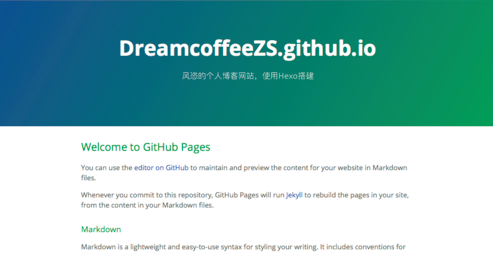 DreamcoffeeZS.github.io
风恣的个人博客网站，使用Hexo搭建
Welcome to GitHub Pages
You can use the editor on GitHub to maintain and preview the content for your website in Markdown
files.
Whenever you commit to this repository, GitHub Pages will run Jekyll to rebuild the pages in your site,
from the content in your Markdown files.
Markdown
Markdown is a lightweight and easy-to-use syntax for styling your writing. It includes conventions for